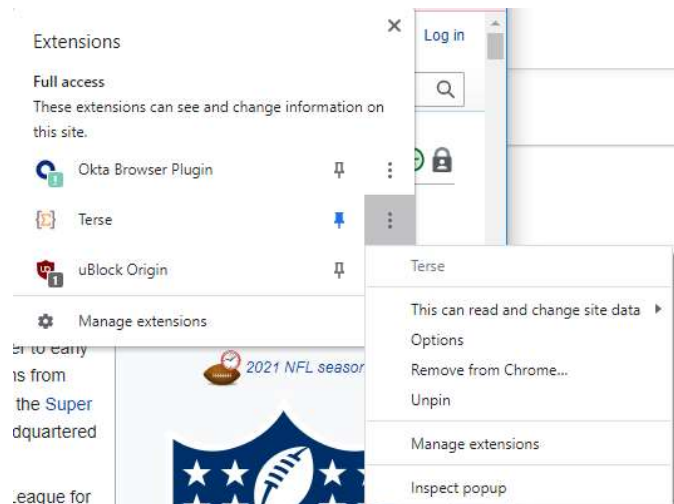 Extensions
Log in
Full access
These extensions can see and change information on
this site.
Okta Browser Plugin
Terse
uBlock Origin
1
Manage extensions
Terse
This can read and change site data
Options
Remove from Chrome...
Unpin
Manage extensions
Inspect popup
er to early
ns from
the Super
dquartered
2021 NFL season
League for